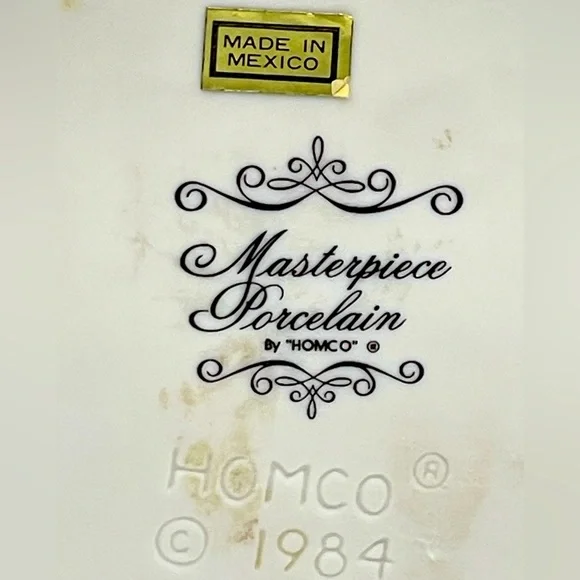 MADE IN
MEXICO
Masterpiece
Porcelain
By "HOMCO" ®
HOMCO ®
© 1984